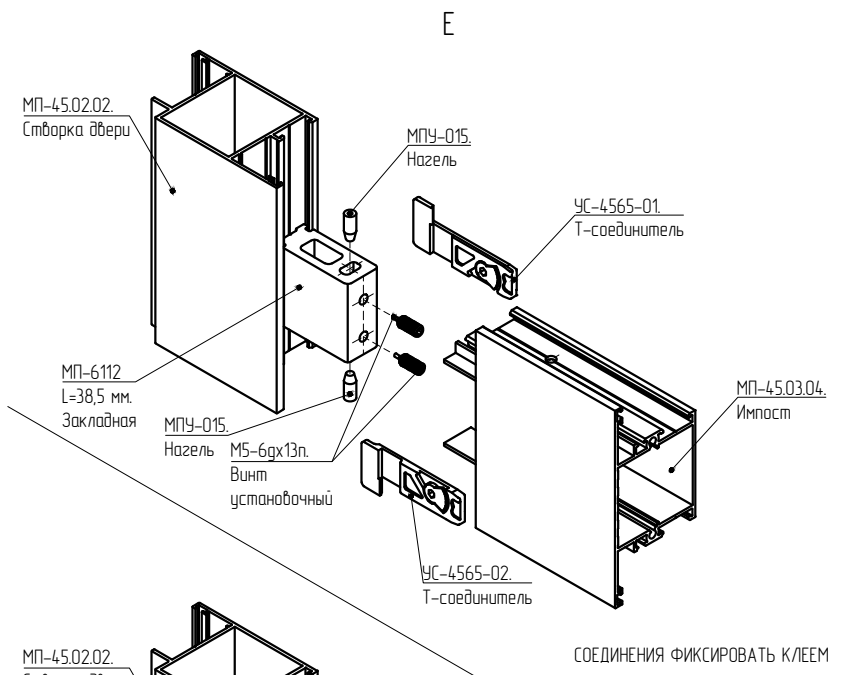 Е
МП-45.02.02.
Створка двери
МПУ-015.
Нагель
УС-4565-01.
Т-соединитель
МП-6112
L=38,5 мм.
Закладная
МПУ-015.
Нагель
М5-6gх13п.
Винт
установочный
МП-45.03.04.
Импост
УС-4565-02.
Т-соединитель
СОЕДИНЕНИЯ ФИКСИРОВАТЬ КЛЕЕМ
МП-45.02.02.